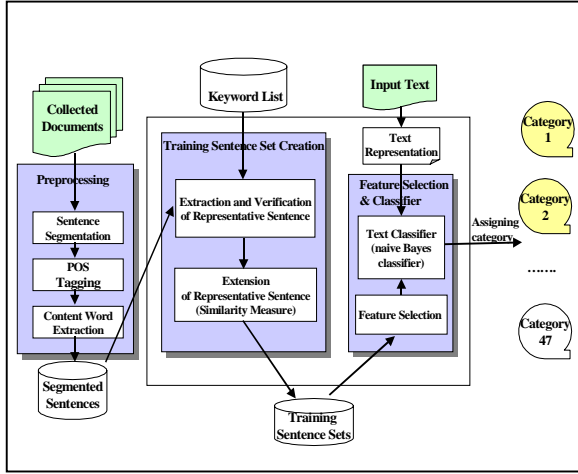 Collected
Documents
Preprocessing
Sentence
Segmentation
POS
Tagging
Content Word
Extraction
Segmented
Sentences
Keyword List
Training Sentence Set Creation
Extraction and Verification
of Representative Sentence
Extension
of Representative Sentence
(Similarity Measure)
Training
Sentence Sets
Input Text
Text
Representation
Feature Selection
& Classifier
Text Classifier
(naive Bayes
classifier)
Feature Selection
Assigning
category
Category
1
Category
2
……
Category
47